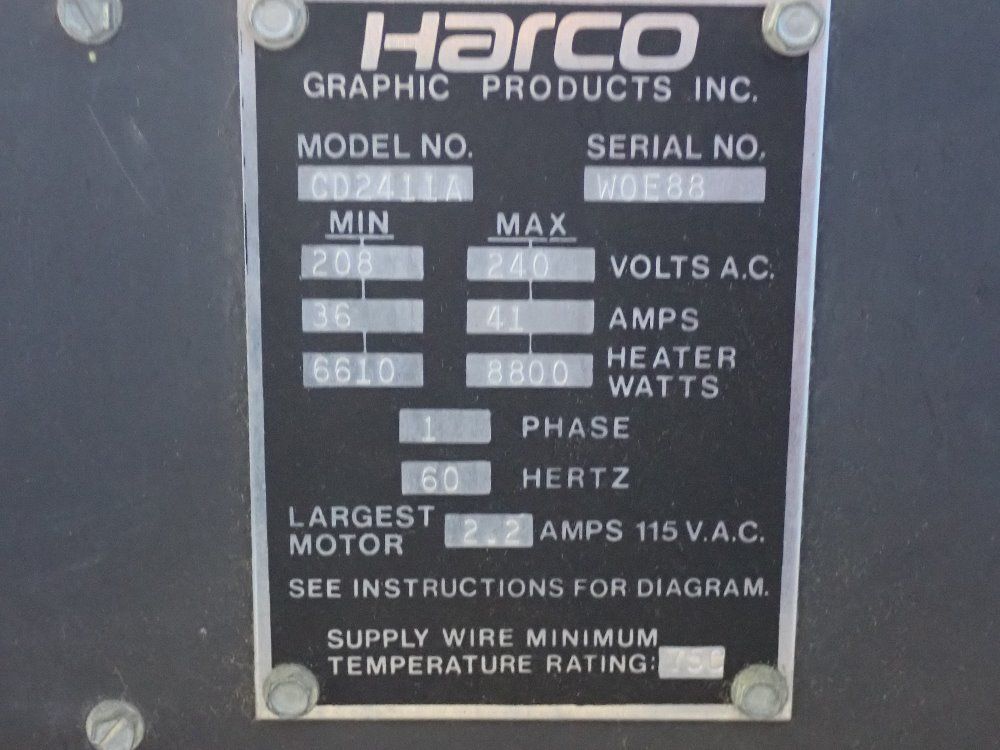 Harco
GRAPHIC PRODUCTS INC.
MODEL NO. SERIAL NO.
CD2411A WOE88
MIN MAX
208 240 VOLTS A.C.
36 41 AMPS
6610 8800 HEATER WATTS
1 PHASE
60 HERTZ
LARGEST MOTOR 2.2 AMPS 115 V.A.C.
SEE INSTRUCTIONS FOR DIAGRAM.
SUPPLY WIRE MINIMUM
TEMPERATURE RATING: 75C